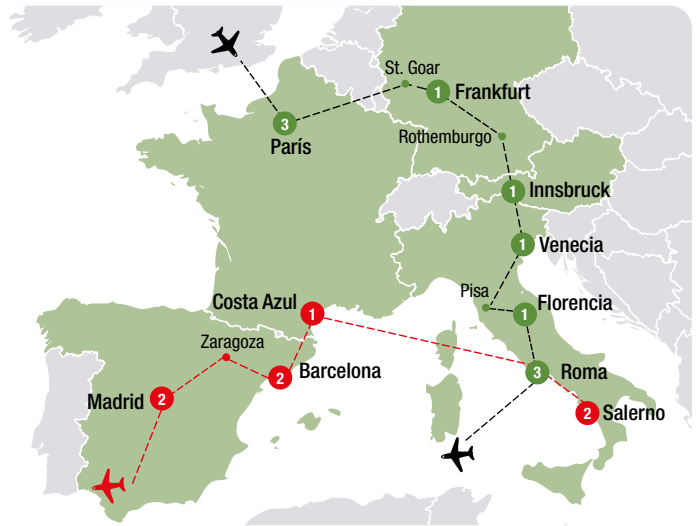 St. Goar
1 Frankfurt
3
París
Rothemburgo
1 Innsbruck
1 Venecia
Pisa
1 Florencia
Costa Azul
1
Zaragoza
2 Barcelona
3 Roma
Madrid 2
2 Salerno